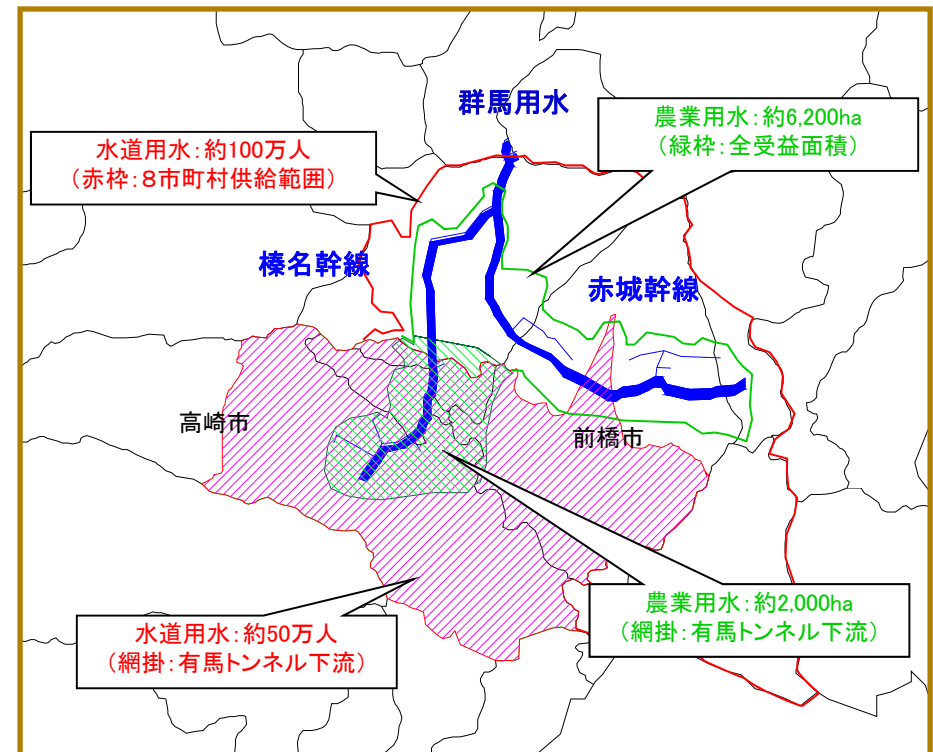 群馬用水
農業用水：約6,200ha
（緑枠：全受益面積）
水道用水：約100万人
（赤枠：８市町村供給範囲）
榛名幹線
赤城幹線
高崎市
前橋市
農業用水：約2,000ha
（網掛：有馬トンネル下流）
水道用水：約50万人
（網掛：有馬トンネル下流）